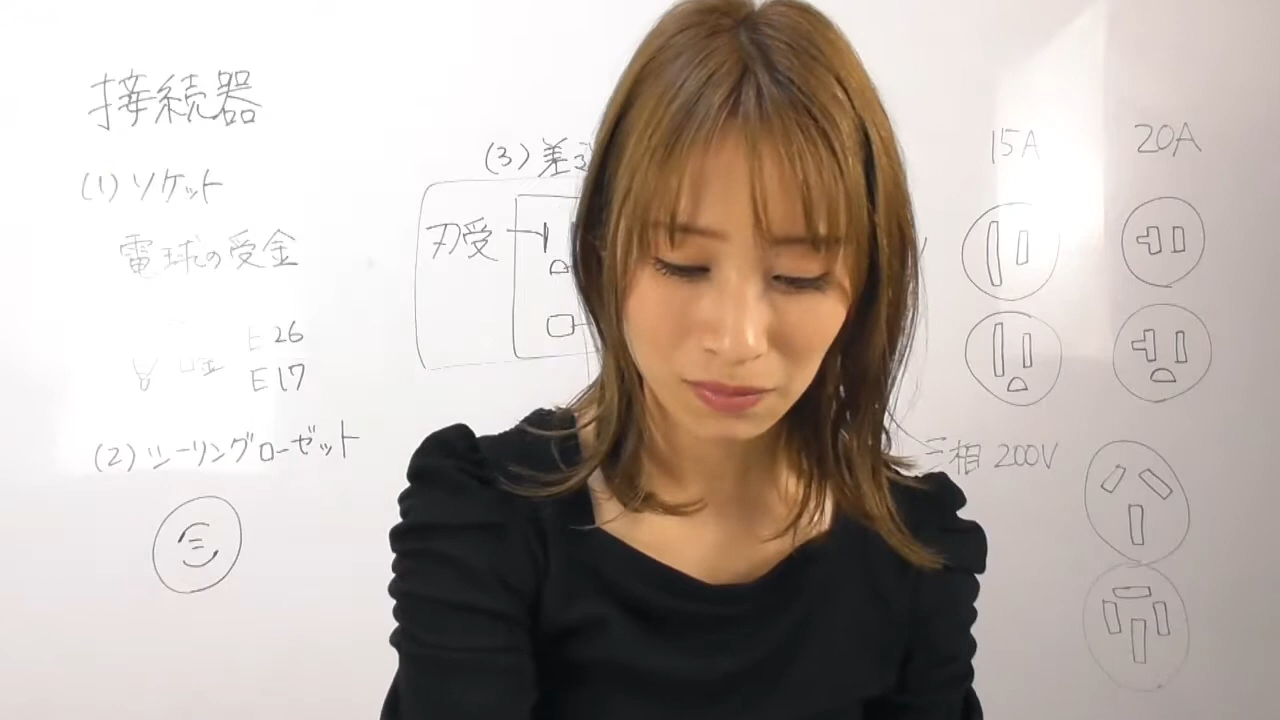 接続器
(1) ソケット
電球の受金
E26
E17
(2) シーリングローゼット
(3) 差
刃受
15A
20A
三相 200V